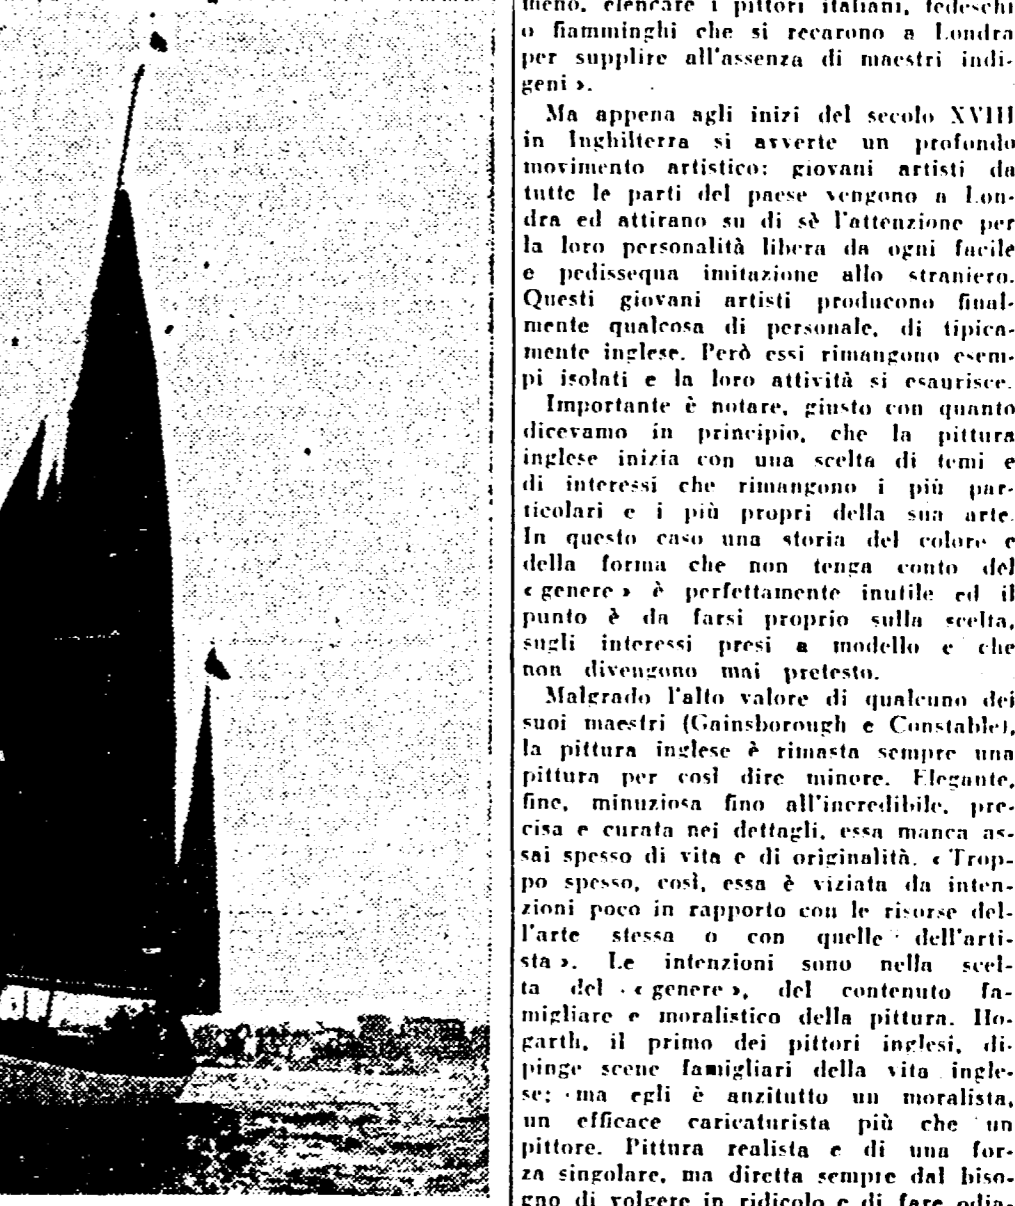 meno, elencare i pittori italiani, tedeschi
o fiamminghi che si recarono a Londra
per supplire all'assenza di maestri indi-
geni ».
Ma appena agli inizi del secolo XVIII
in Inghilterra si avverte un profondo
movimento artistico: giovani artisti da
tutte le parti del paese vengono a Lon-
dra ed attirano su di sè l'attenzione per
la loro personalità libera da ogni facile
e pedissequa imitazione allo straniero.
Questi giovani artisti producono final-
mente qualcosa di personale, di tipica-
mente inglese. Però essi rimangono esem-
pi isolati e la loro attività si esaurisce.
Importante è notare, giusto con quanto
dicevamo in principio, che la pittura
inglese inizia con una scelta di temi e
di interessi che rimangono i più par-
ticolari e i più propri della sua arte.
In questo caso una storia del colore e
della forma che non tenga conto del
« genere » è perfettamente inutile ed il
punto è da farsi proprio sulla scelta,
sugli interessi presi a modello e che
non divengono mai pretesto.
Malgrado l'alto valore di qualcuno dei
suoi maestri (Gainsborough e Constable),
la pittura inglese è rimasta sempre una
pittura per così dire minore. Elegante,
fine, minuziosa fino all'incredibile, pre-
cisa e curata nei dettagli, essa manca as-
sai spesso di vita e di originalità. « Trop-
po spesso, così, essa è viziata da inten-
zioni poco in rapporto con le risorse del-
l'arte stessa o con quelle dell'arti-
sta ». Le intenzioni sono nella scel-
ta del « genere », del contenuto fa-
migliare e moralistico della pittura. Ho-
garth, il primo dei pittori inglesi, di-
pinge scene famigliari della vita ingle-
se; ma egli è anzitutto un moralista,
un efficace caricaturista più che un
pittore. Pittura realista e di una for-
za singolare, ma diretta sempre dal biso-
gno di volgere in ridicolo e di fare odia-